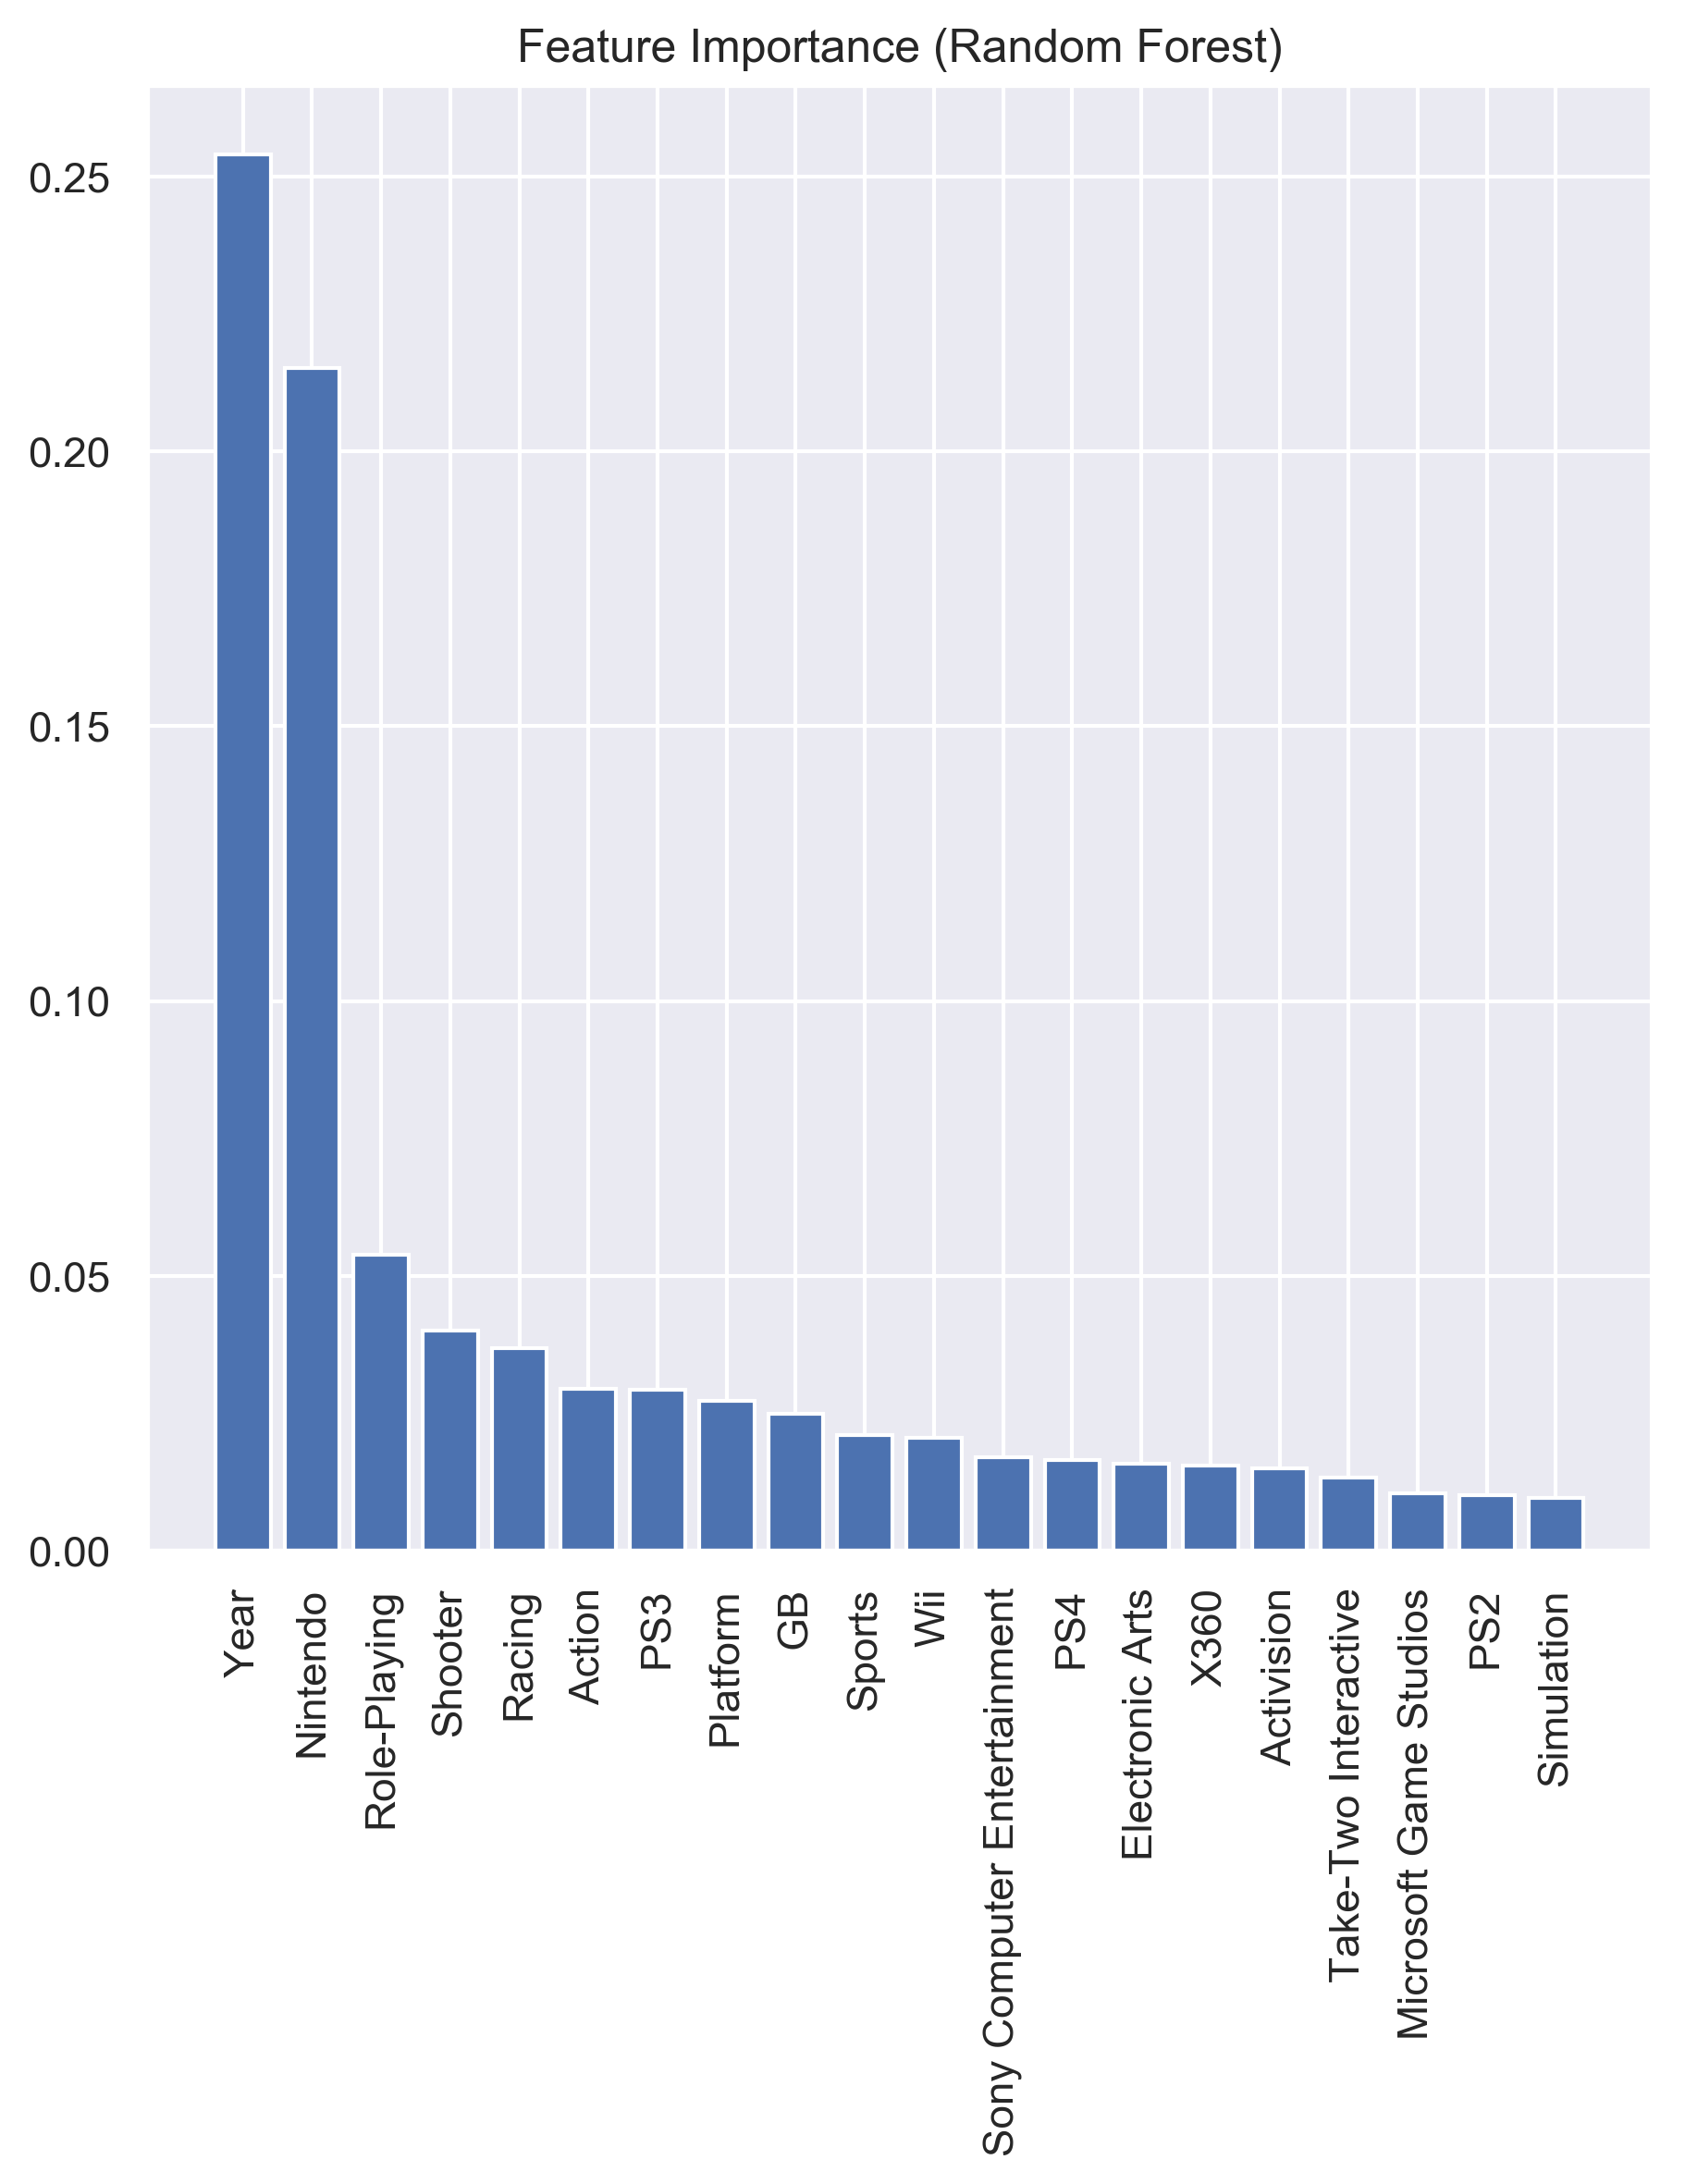 Feature Importance (Random Forest)
0.25
0.20
0.15
0.10
0.05
0.00
Year
Nintendo
Role-Playing
Shooter
Racing
Action
PS3
Platform
GB
Sports
Wii
Sony Computer Entertainment
PS4
Electronic Arts
X360
Activision
Take-Two Interactive
Microsoft Game Studios
PS2
Simulation